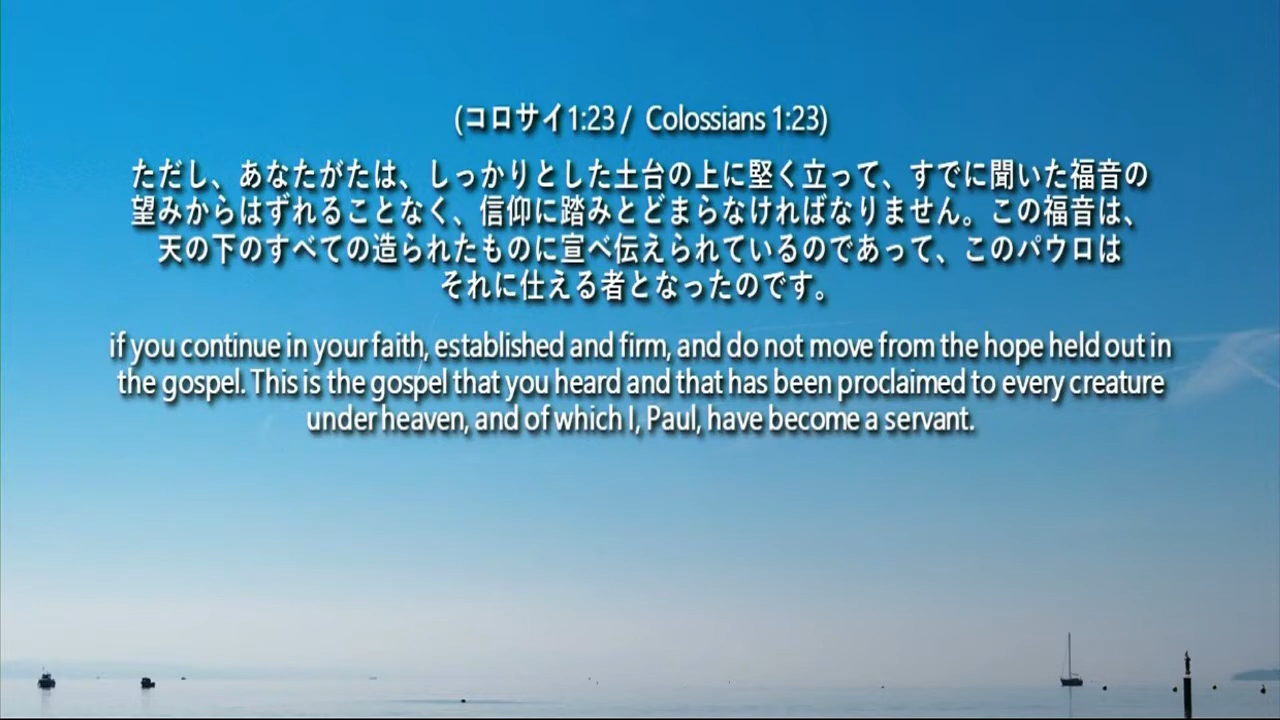 (コロサイ1:23 / Colossians 1:23)
ただし、あなたがたは、しっかりとした土台の上に堅く立って、すでに聞いた福音の
望みからはずれることなく、信仰に踏みとどまらなければなりません。この福音は、
天の下のすべての造られたものに宣べ伝えられているのであって、このパウロは
それに仕える者となったのです。
if you continue in your faith, established and firm, and do not move from the hope held out in
the gospel. This is the gospel that you heard and that has been proclaimed to every creature
under heaven, and of which I, Paul, have become a servant.